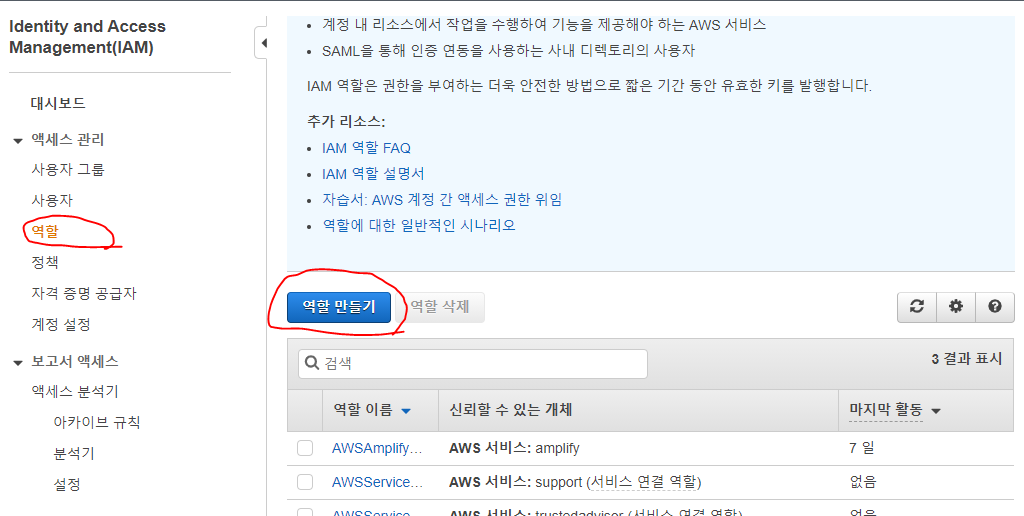 Identity and Access
Management(IAM)
대시보드
액세스 관리
사용자 그룹
사용자
역할
정책
자격 증명 공급자
계정 설정
보고서 액세스
액세스 분석기
아카이브 규칙
분석기
설정
계정 내 리소스에서 작업을 수행하여 기능을 제공해야 하는 AWS 서비스
SAML을 통해 인증 연동을 사용하는 사내 디렉토리의 사용자
IAM 역할은 권한을 부여하는 더욱 안전한 방법으로 짧은 기간 동안 유효한 키를 발행합니다.
추가 리소스:
IAM 역할 FAQ
IAM 역할 설명서
자습서: AWS 계정 간 액세스 권한 위임
역할에 대한 일반적인 시나리오
역할 만들기 역할 삭제
검색 3 결과 표시
역할 이름 신뢰할 수 있는 개체 마지막 활동
AWSAmplify… AWS 서비스: amplify 7 일
AWSService… AWS 서비스: support (서비스 연결 역할) 없음
AWSService… AWS 서비스: trustedadvisor (서비스 연결 역할) 없음